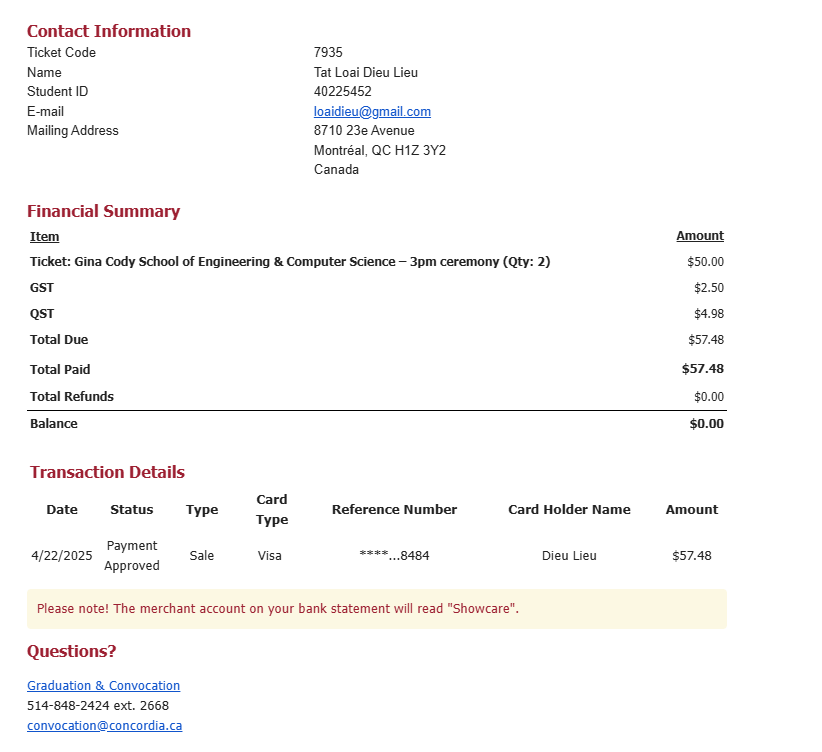 Contact Information
Ticket Code 7935
Name Tat Loai Dieu Lieu
Student ID 40225452
E-mail loaidieu@gmail.com
Mailing Address 8710 23e Avenue
Montréal, QC H1Z 3Y2
Canada
Financial Summary
Item Amount
Ticket: Gina Cody School of Engineering & Computer Science – 3pm ceremony (Qty: 2) $50.00
GST $2.50
QST $4.98
Total Due $57.48
Total Paid $57.48
Total Refunds $0.00
Balance $0.00
Transaction Details
Date Status Type Card Type Reference Number Card Holder Name Amount
4/22/2025 Payment Approved Sale Visa ****...8484 Dieu Lieu $57.48
Please note! The merchant account on your bank statement will read "Showcare".
Questions?
Graduation & Convocation
514-848-2424 ext. 2668
convocation@concordia.ca